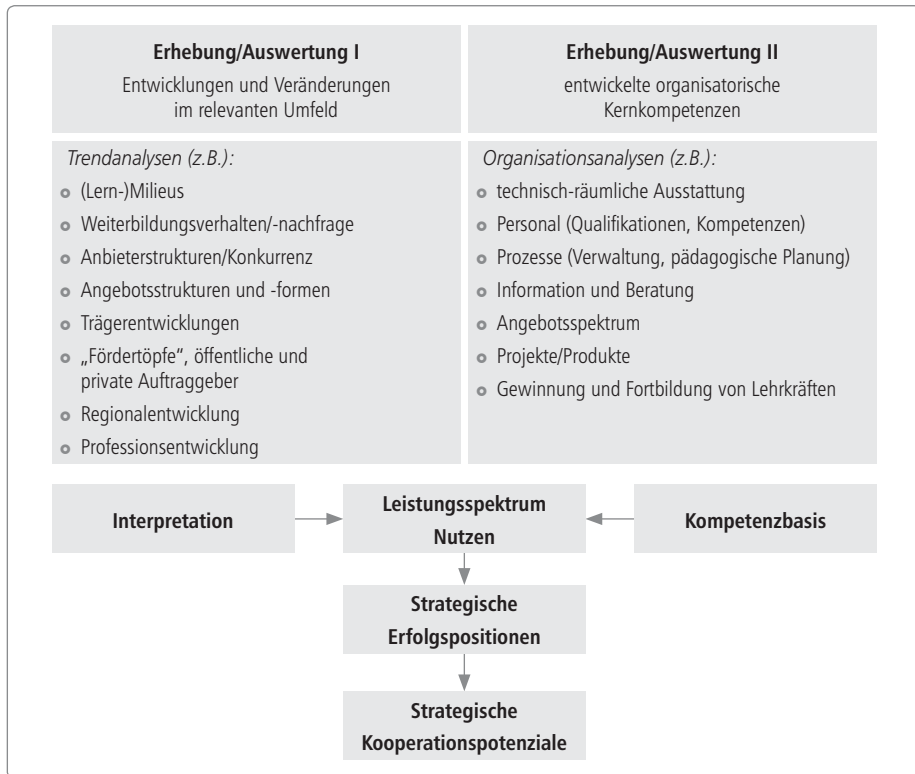 Erhebung/Auswertung I
Entwicklungen und Veränderungen
im relevanten Umfeld
Erhebung/Auswertung II
entwickelte organisatorische
Kernkompetenzen
Trendanalysen (z.B.):
(Lern-)Milieus
Weiterbildungsverhalten/-nachfrage
Anbieterstrukturen/Konkurrenz
Angebotsstrukturen und -formen
Trägerentwicklungen
„Fördertöpfe“, öffentliche und
private Auftraggeber
Regionalentwicklung
Professionsentwicklung
Organisationsanalysen (z.B.):
technisch-räumliche Ausstattung
Personal (Qualifikationen, Kompetenzen)
Prozesse (Verwaltung, pädagogische Planung)
Information und Beratung
Angebotsspektrum
Projekte/Produkte
Gewinnung und Fortbildung von Lehrkräften
Interpretation
Leistungsspektrum
Nutzen
Kompetenzbasis
Strategische
Erfolgspositionen
Strategische
Kooperationspotenziale